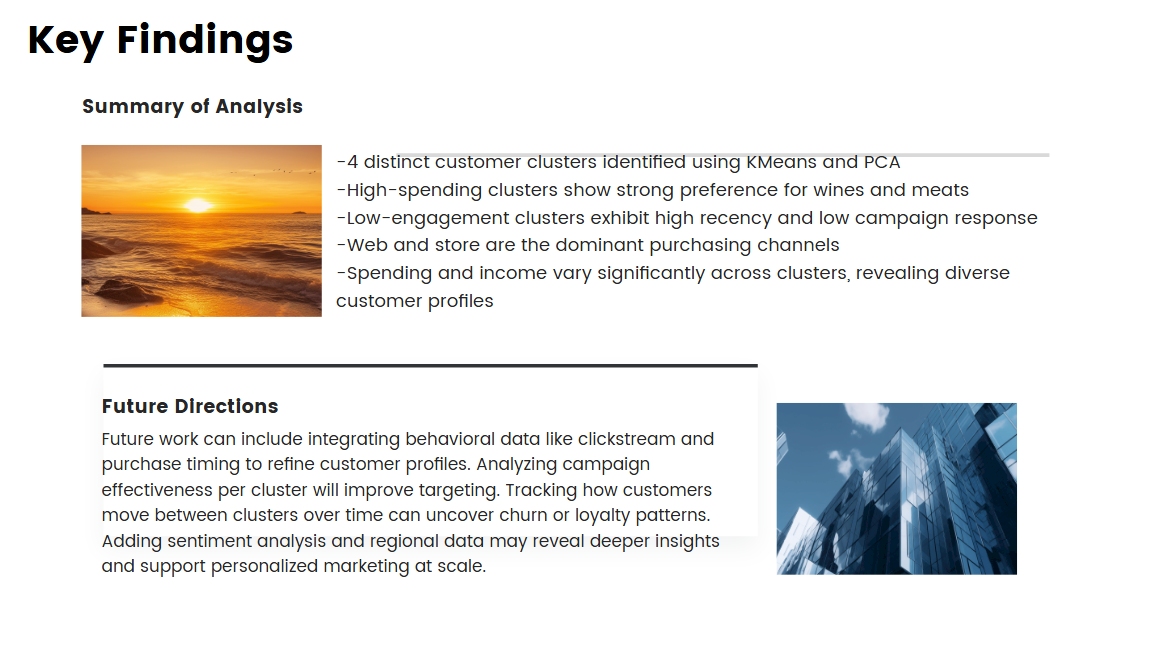 Key Findings
Summary of Analysis
-4 distinct customer clusters identified using KMeans and PCA
-High-spending clusters show strong preference for wines and meats
-Low-engagement clusters exhibit high recency and low campaign response
-Web and store are the dominant purchasing channels
-Spending and income vary significantly across clusters, revealing diverse
customer profiles
Future Directions
Future work can include integrating behavioral data like clickstream and
purchase timing to refine customer profiles. Analyzing campaign
effectiveness per cluster will improve targeting. Tracking how customers
move between clusters over time can uncover churn or loyalty patterns.
Adding sentiment analysis and regional data may reveal deeper insights
and support personalized marketing at scale.